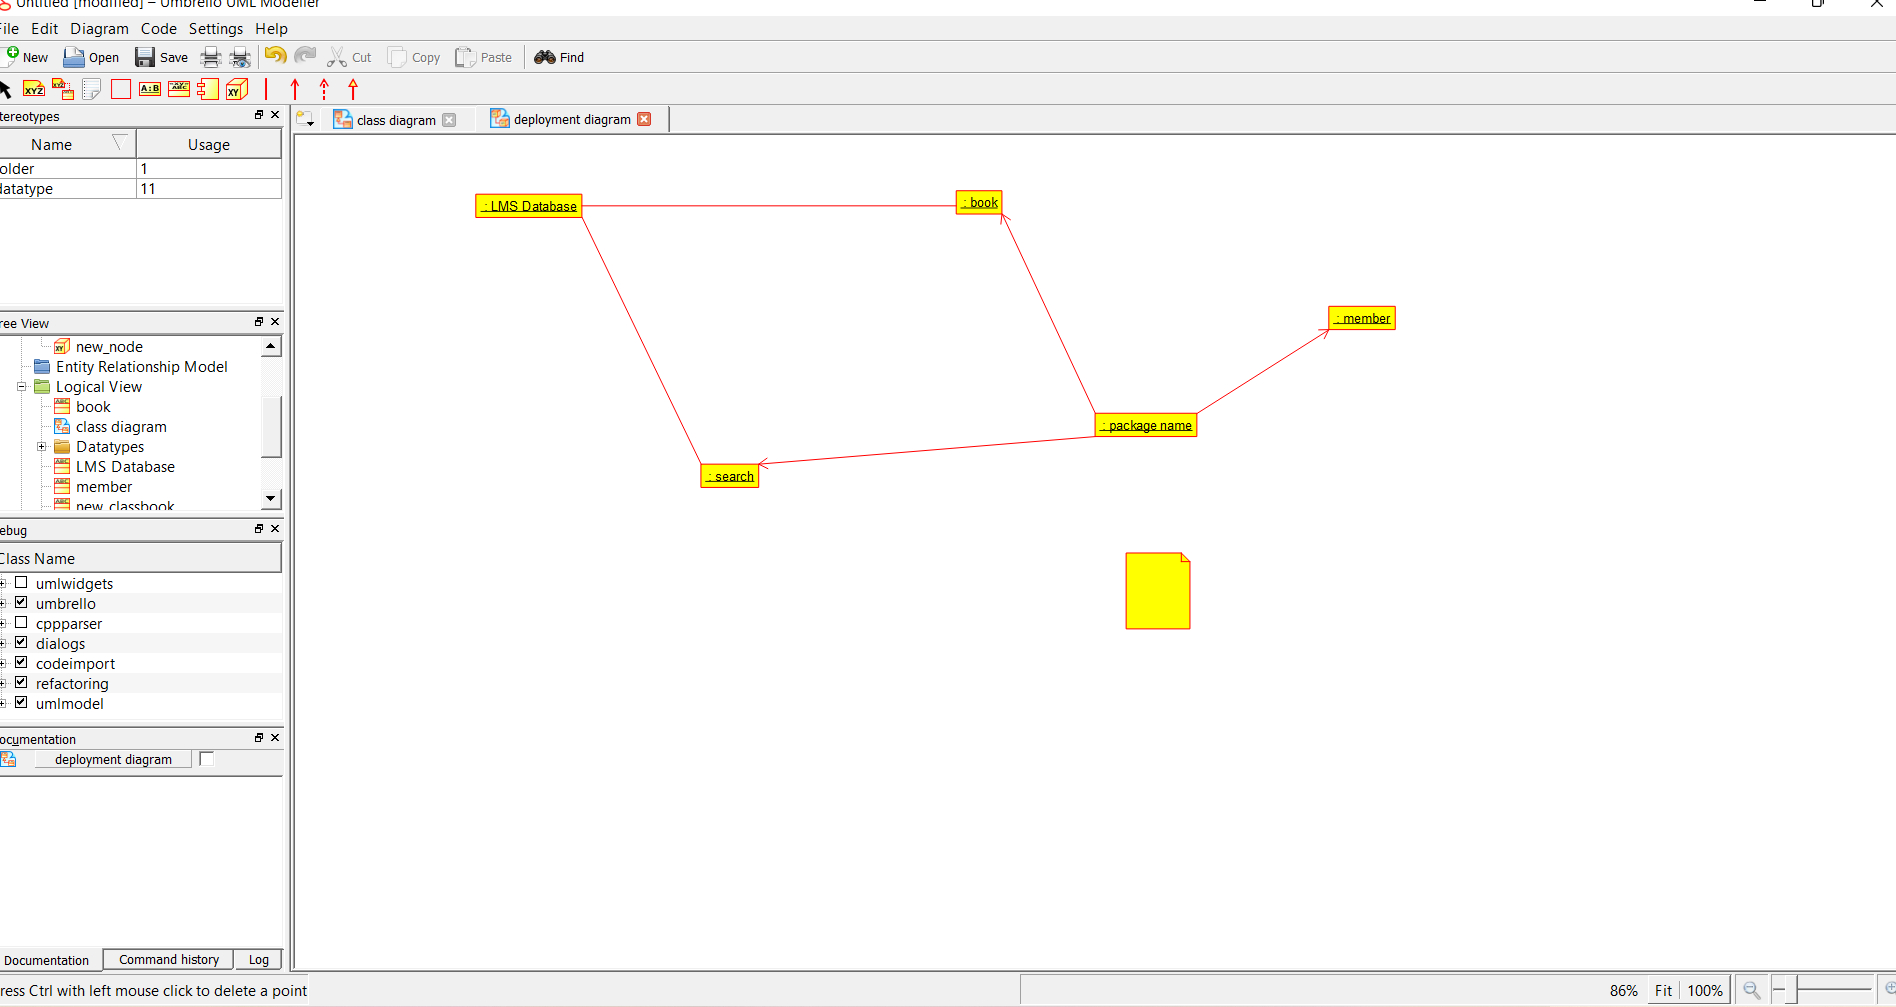 Untitled [modified] – Umbrello UML Modeller
File Edit Diagram Code Settings Help
New Open Save Cut Copy Paste Find
tereotypes
class diagram deployment diagram
Name Usage
older 1
datatype 11
: LMS Database
: book
: member
: package name
: search
ree View
new_node
Entity Relationship Model
Logical View
book
class diagram
Datatypes
LMS Database
member
new_classbook
ebug
Class Name
umlwidgets
umbrello
cppparser
dialogs
codeimport
refactoring
umlmodel
ocumentation
deployment diagram
Documentation Command history Log
ress Ctrl with left mouse click to delete a point
86% Fit 100%